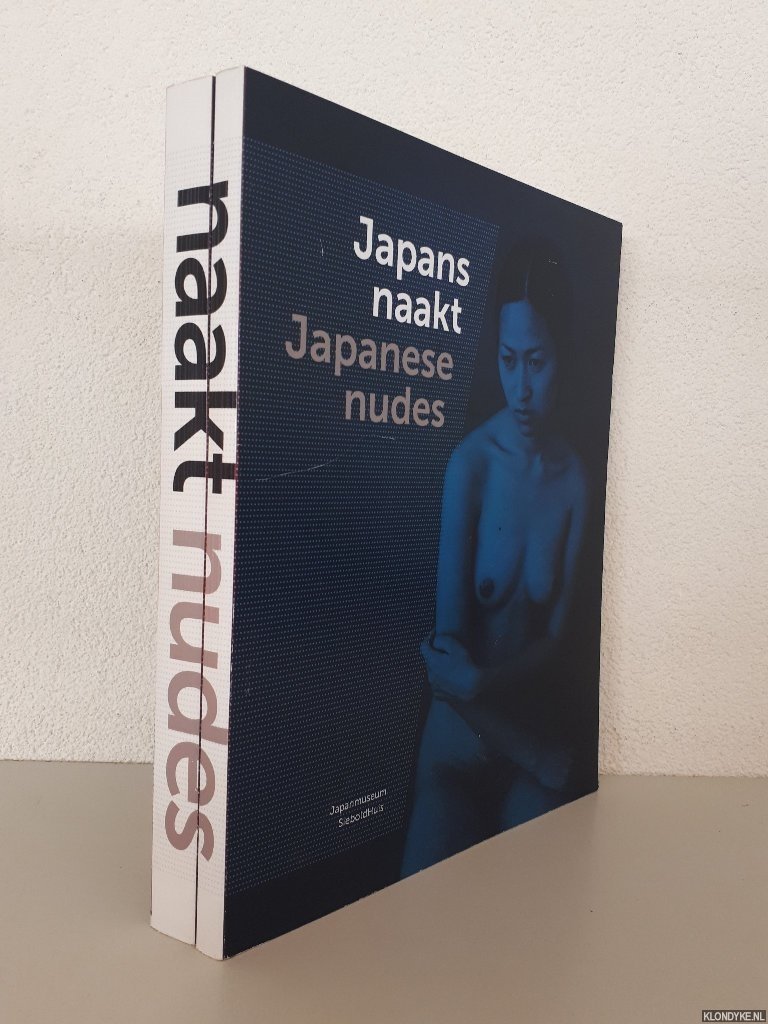 naakt nudes
Japans
naakt
Japanese
nudes
Japanmuseum
SieboldHuis
KLONDYKE.NL